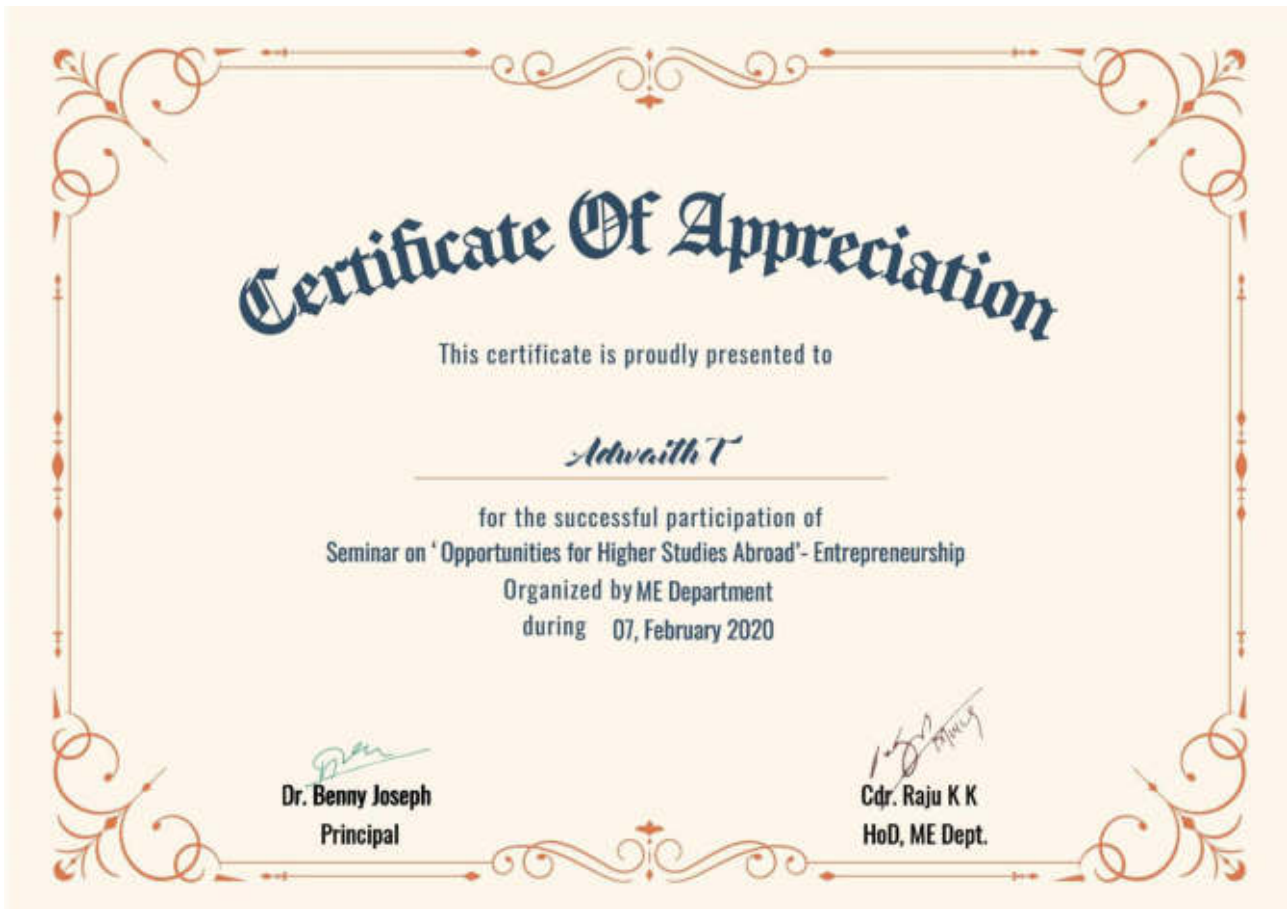 Certificate Of Appreciation
This certificate is proudly presented to
Adwaith T
for the successful participation of
Seminar on ‘ Opportunities for Higher Studies Abroad’- Entrepreneurship
Organized by ME Department
during 07, February 2020
Dr. Benny Joseph
Principal
Cdr. Raju K K
HoD, ME Dept.